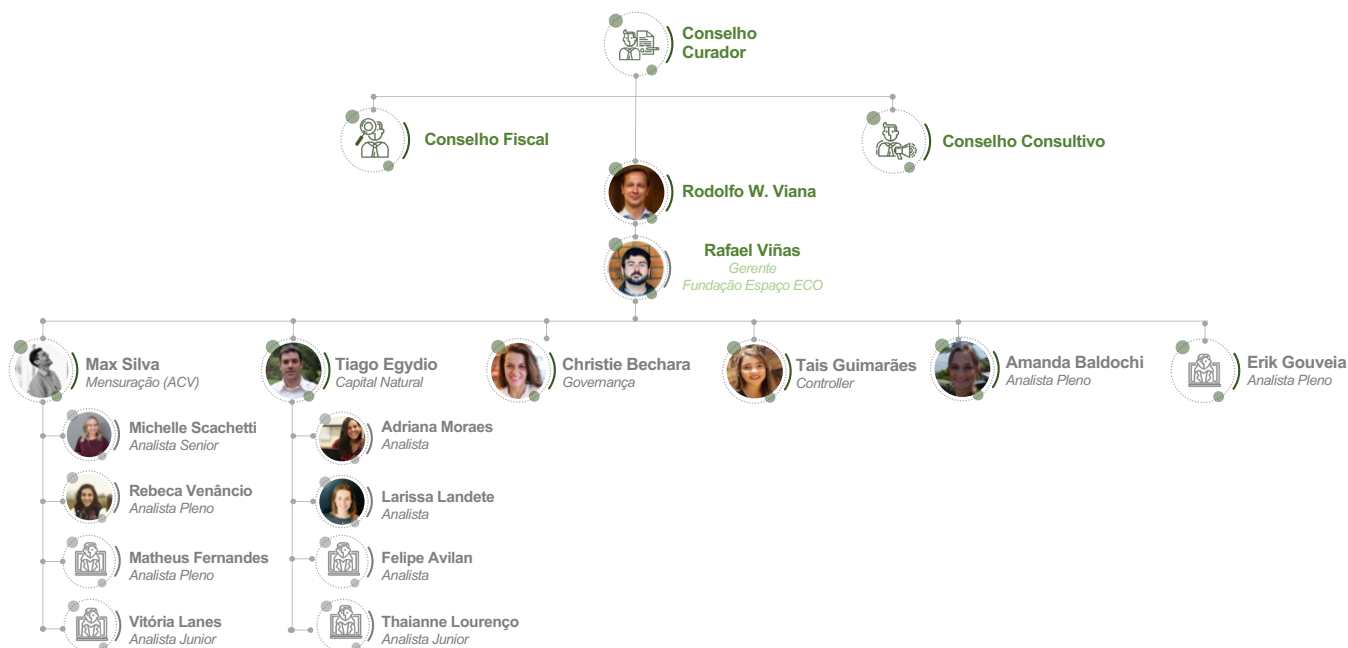 Conselho
Curador
Conselho Fiscal
Conselho Consultivo
Rodolfo W. Viana
Rafael Viñas
Gerente
Fundação Espaço ECO
Max Silva
Mensuração (ACV)
Tiago Egydio
Capital Natural
Christie Bechara
Governança
Tais Guimarães
Controller
Amanda Baldochi
Analista Pleno
Erik Gouveia
Analista Pleno
Michelle Scachetti
Analista Senior
Adriana Moraes
Analista
Rebeca Venâncio
Analista Pleno
Larissa Landete
Analista
Matheus Fernandes
Analista Pleno
Felipe Avilan
Analista
Vitória Lanes
Analista Junior
Thaianne Lourenço
Analista Junior